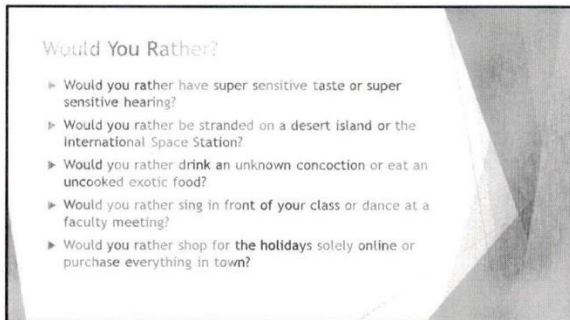 Would You Rather?
Would you rather have super sensitive taste or super
sensitive hearing?
Would you rather be stranded on a desert island or the
International Space Station?
Would you rather drink an unknown concoction or eat an
uncooked exotic food?
Would you rather sing in front of your class or dance at a
faculty meeting?
Would you rather shop for the holidays solely online or
purchase everything in town?